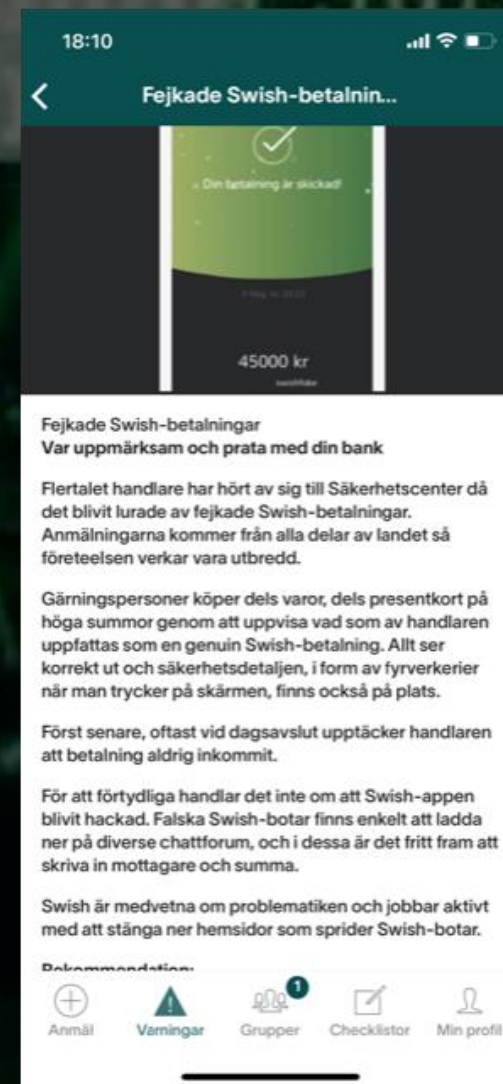 18:10
Fejkade Swish-betalnin...
Din betalning är skickad!
45000 kr
Fejkade Swish-betalningar
Var uppmärksam och prata med din bank
Flertalet handlare har hört av sig till Säkerhetscenter då
det blivit lurade av fejkade Swish-betalningar.
Anmälningarna kommer från alla delar av landet så
företeelsen verkar vara utbredd.
Gärningspersoner köper dels varor, dels presentkort på
höga summor genom att uppvisa vad som av handlaren
uppfattas som en genuin Swish-betalning. Allt ser
korrekt ut och säkerhetsdetaljen, i form av fyrverkerier
när man trycker på skärmen, finns också på plats.
Först senare, oftast vid dagsavslut upptäcker handlaren
att betalning aldrig inkommit.
För att förtydliga handlar det inte om att Swish-appen
blivit hackad. Falska Swish-botar finns enkelt att ladda
ner på diverse chattforum, och i dessa är det fritt fram att
skriva in mottagare och summa.
Swish är medvetna om problematiken och jobbar aktivt
med att stänga ner hemsidor som sprider Swish-botar.
Rekommendation:
1
Anmäl Varningar Grupper Checklistor Min profil